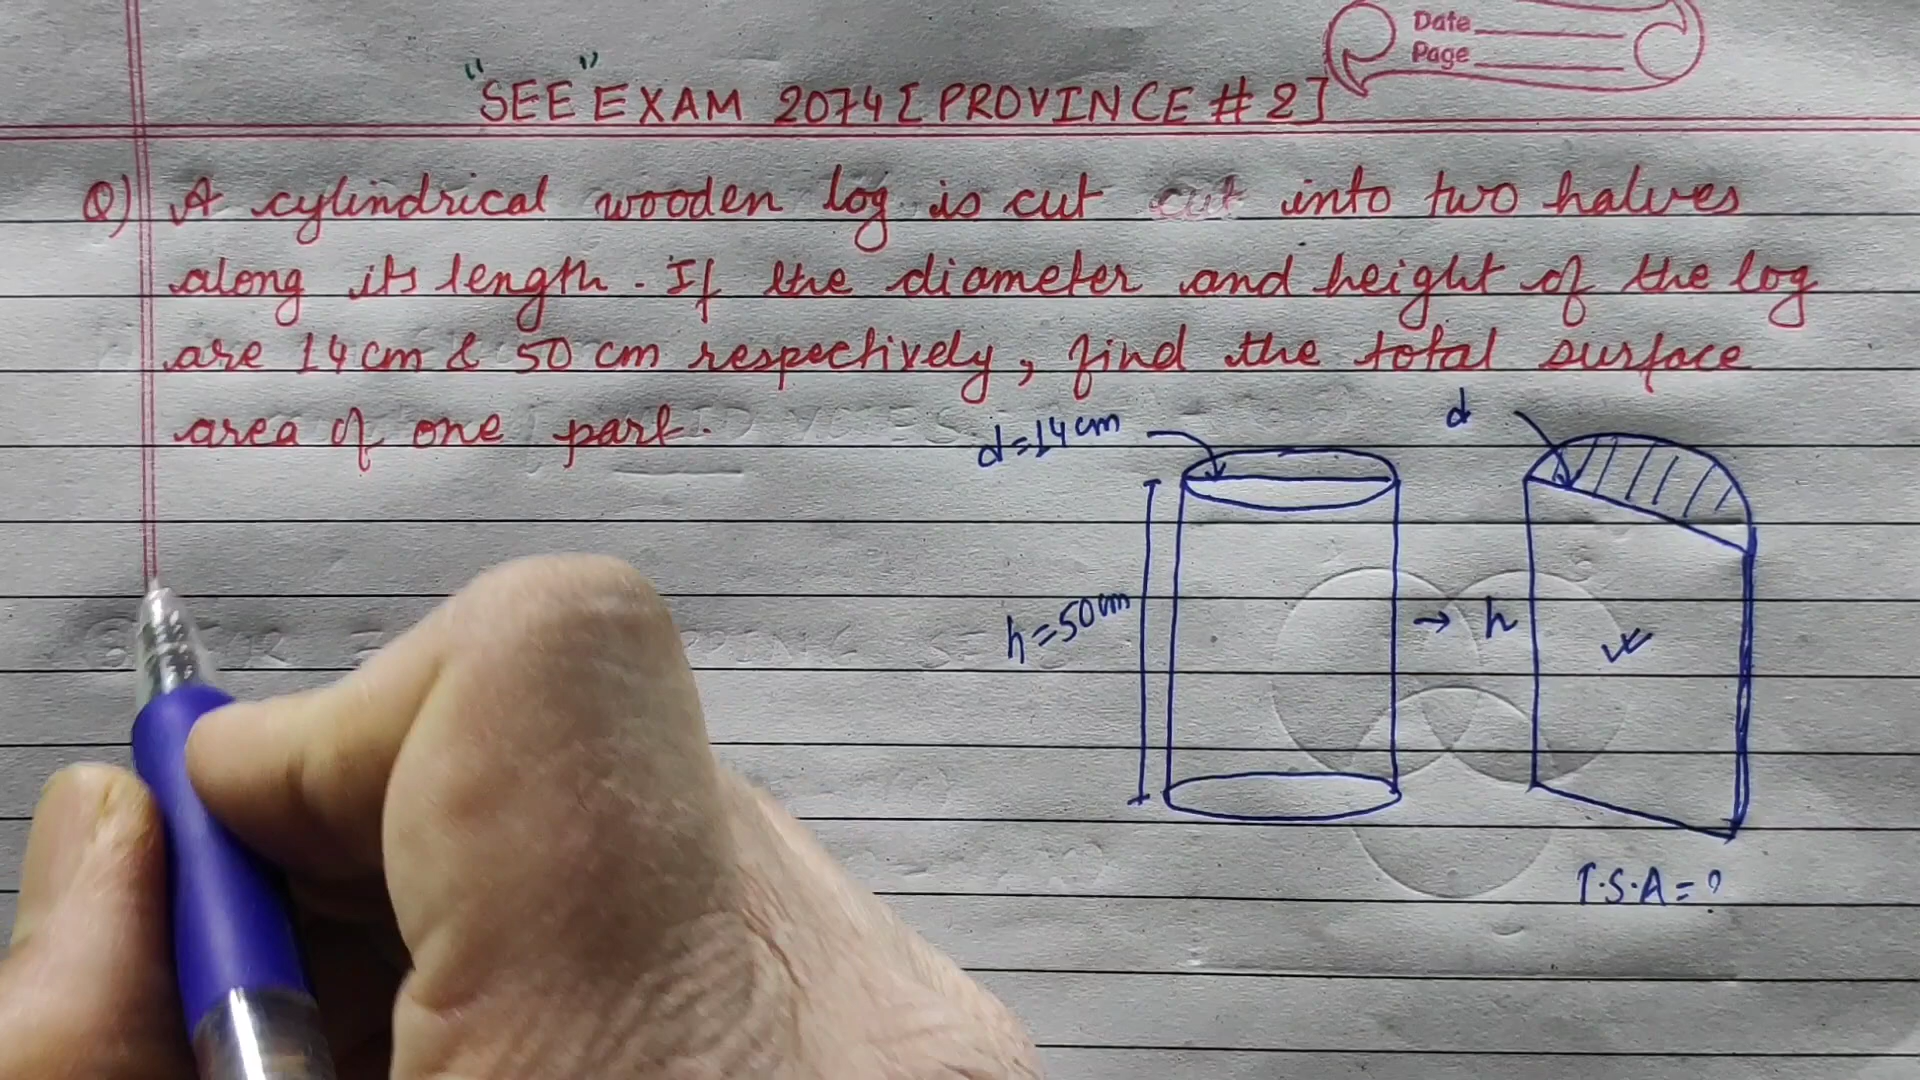 Date
Page
"SEE" EXAM 2074 [PROVINCE # 2]
Q) A cylindrical wooden log is cut cut into two halves
along its length. If the diameter and height of the log
are 14 cm & 50 cm respectively, find the total surface
area of one part.
d=14cm
d
h=50cm
→ h
T.S.A=?